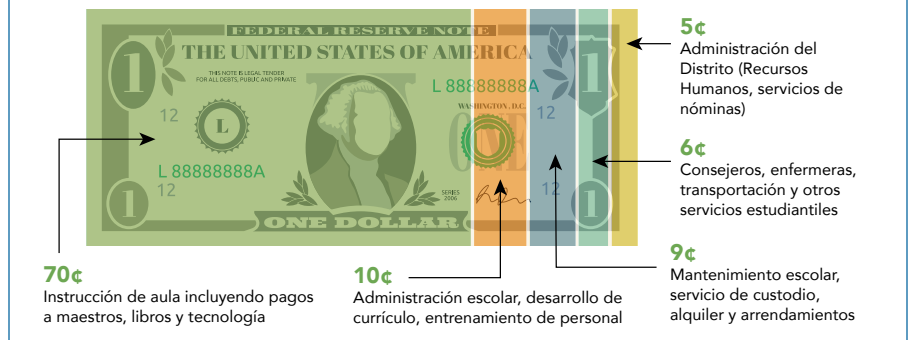 FEDERAL RESERVE NOTE
THE UNITED STATES OF AMERICA
THIS NOTE IS LEGAL TENDER
FOR ALL DEBTS, PUBLIC AND PRIVATE
1
1
L 88888888A
WASHINGTON, D.C.
12
12
L
ONE
L 88888888A
12
12
SERIES
2006
1
1
ONE DOLLAR
5¢
Administración del
Distrito (Recursos
Humanos, servicios de
nóminas)
6¢
Consejeros, enfermeras,
transportación y otros
servicios estudiantiles
9¢
Mantenimiento escolar,
servicio de custodio,
alquiler y arrendamientos
70¢
Instrucción de aula incluyendo pagos
a maestros, libros y tecnología
10¢
Administración escolar, desarrollo de
currículo, entrenamiento de personal